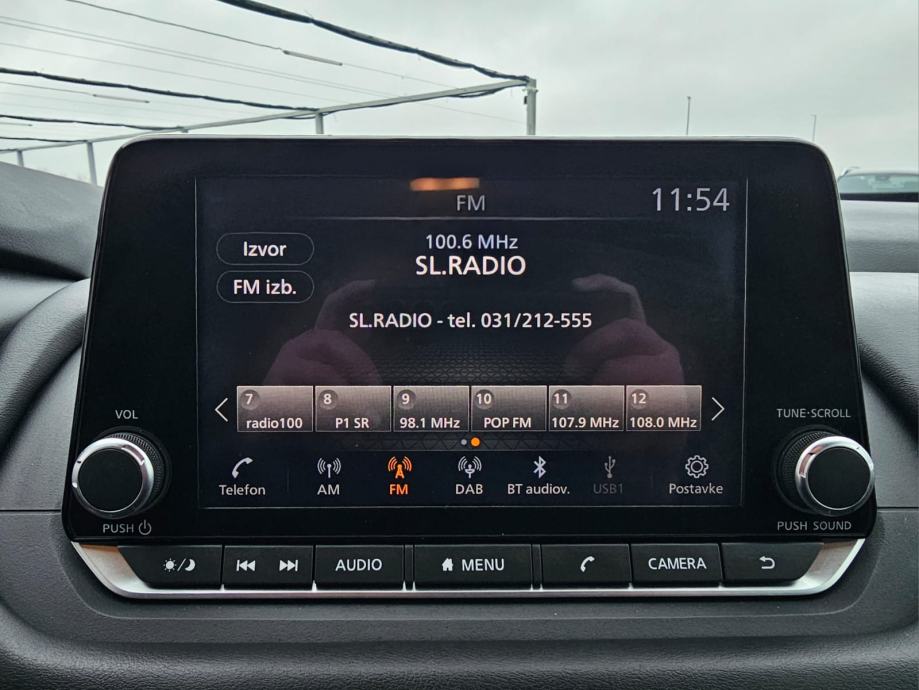 FM
11:54
Izvor
100.6 MHz
SL.RADIO
FM izb.
SL.RADIO - tel. 031/212-555
7 8 9 10 11 12
radio100 P1 SR 98.1 MHz POP FM 107.9 MHz 108.0 MHz
Telefon AM FM DAB BT audiov. USB1 Postavke
VOL
PUSH
TUNE·SCROLL
PUSH SOUND
AUDIO MENU CAMERA